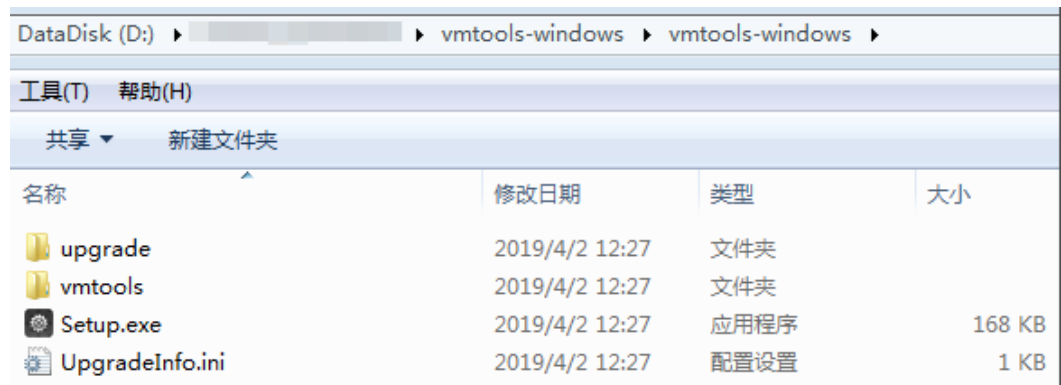 DataDisk (D:) ▸ ▸ vmtools-windows ▸ vmtools-windows ▸
工具(T) 帮助(H)
共享 ▾ 新建文件夹
名称 修改日期 类型 大小
upgrade 2019/4/2 12:27 文件夹
vmtools 2019/4/2 12:27 文件夹
Setup.exe 2019/4/2 12:27 应用程序 168 KB
UpgradeInfo.ini 2019/4/2 12:27 配置设置 1 KB